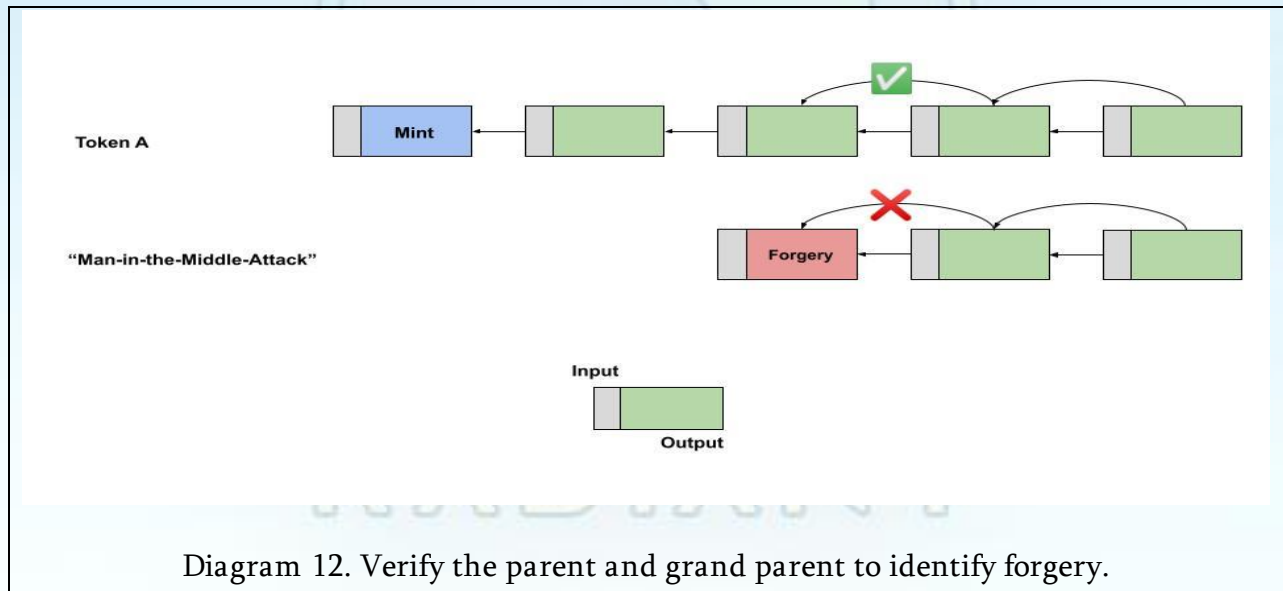 Token A
Mint
"Man-in-the-Middle-Attack"
Forgery
Input
Output
Diagram 12. Verify the parent and grand parent to identify forgery.